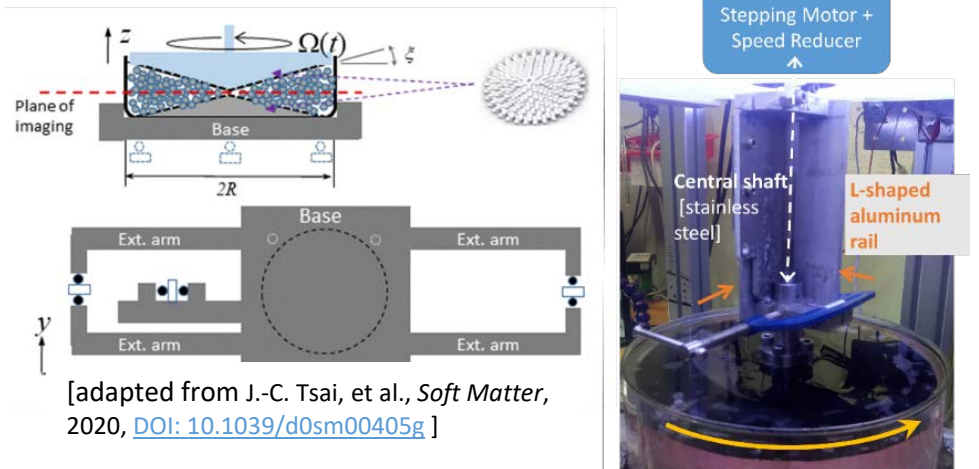 z
Ω(t)
ξ
Plane of
imaging
Base
2R
Base
Ext. arm
Ext. arm
Ext. arm
Ext. arm
y
[adapted from J.-C. Tsai, et al., Soft Matter,
2020, DOI: 10.1039/d0sm00405g ]
Stepping Motor +
Speed Reducer
Central shaft
[stainless
steel]
L-shaped
aluminum
rail